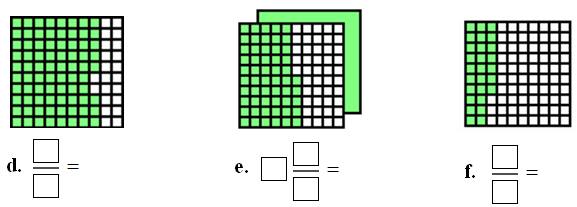 d. =
e. =
f. =